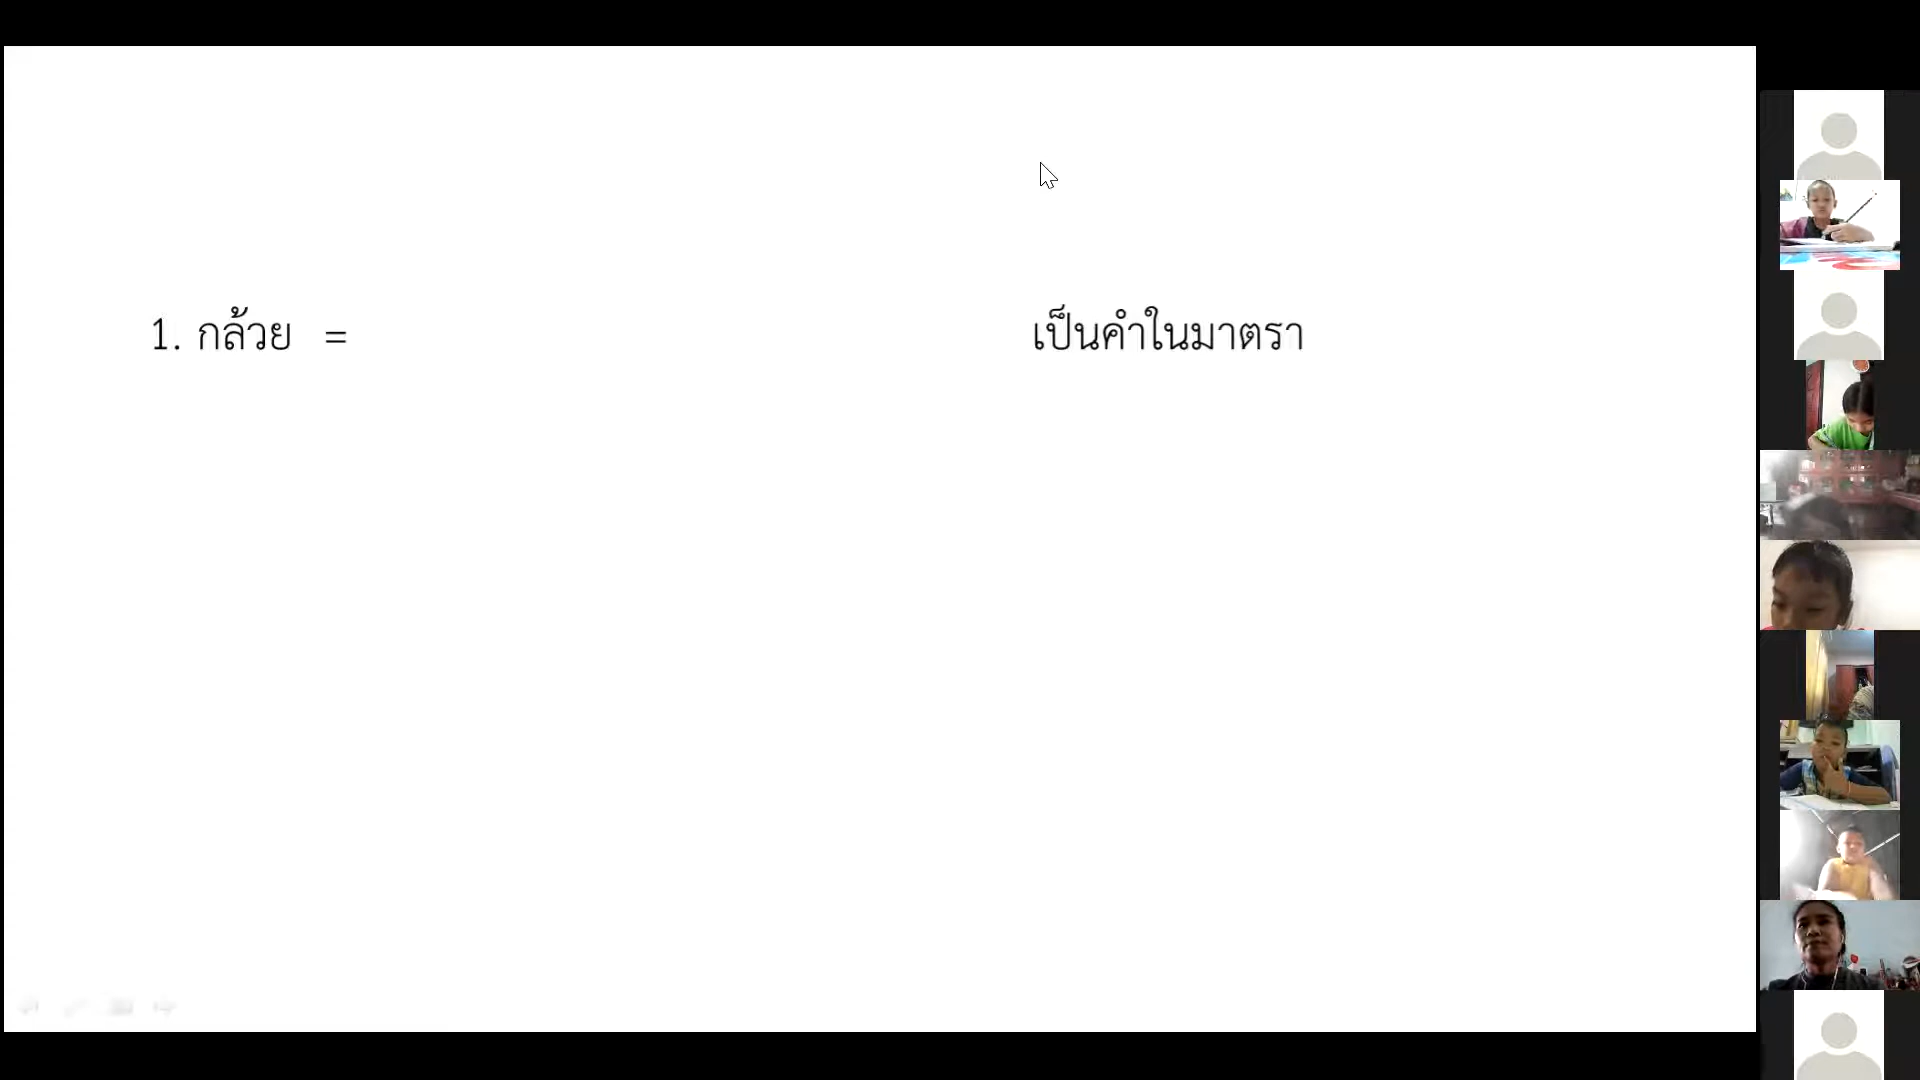 1. กล้วย = เป็นคำในมาตรา